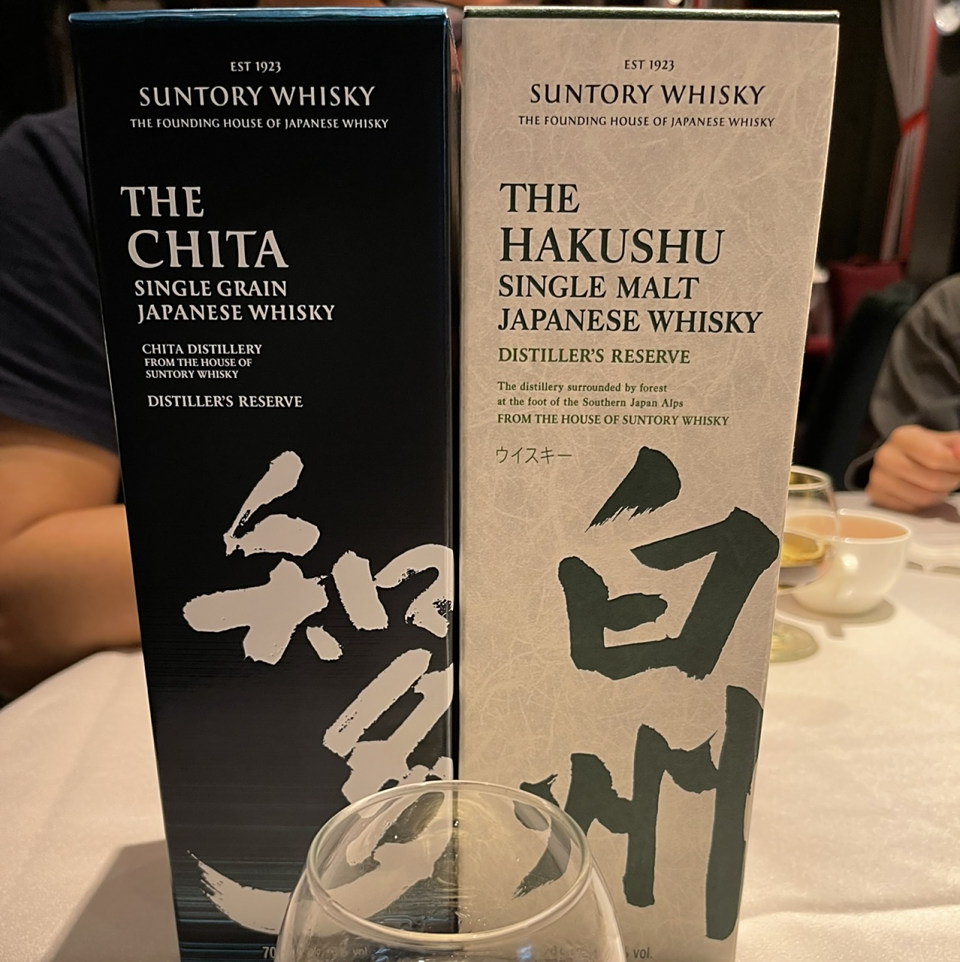 EST 1923
SUNTORY WHISKY
THE FOUNDING HOUSE OF JAPANESE WHISKY
THE
CHITA
SINGLE GRAIN
JAPANESE WHISKY
CHITA DISTILLERY
FROM THE HOUSE OF
SUNTORY WHISKY
DISTILLER'S RESERVE
知多
EST 1923
SUNTORY WHISKY
THE FOUNDING HOUSE OF JAPANESE WHISKY
THE
HAKUSHU
SINGLE MALT
JAPANESE WHISKY
DISTILLER'S RESERVE
The distillery surrounded by forest
at the foot of the Southern Japan Alps
FROM THE HOUSE OF SUNTORY WHISKY
ウイスキー
白州
vol.